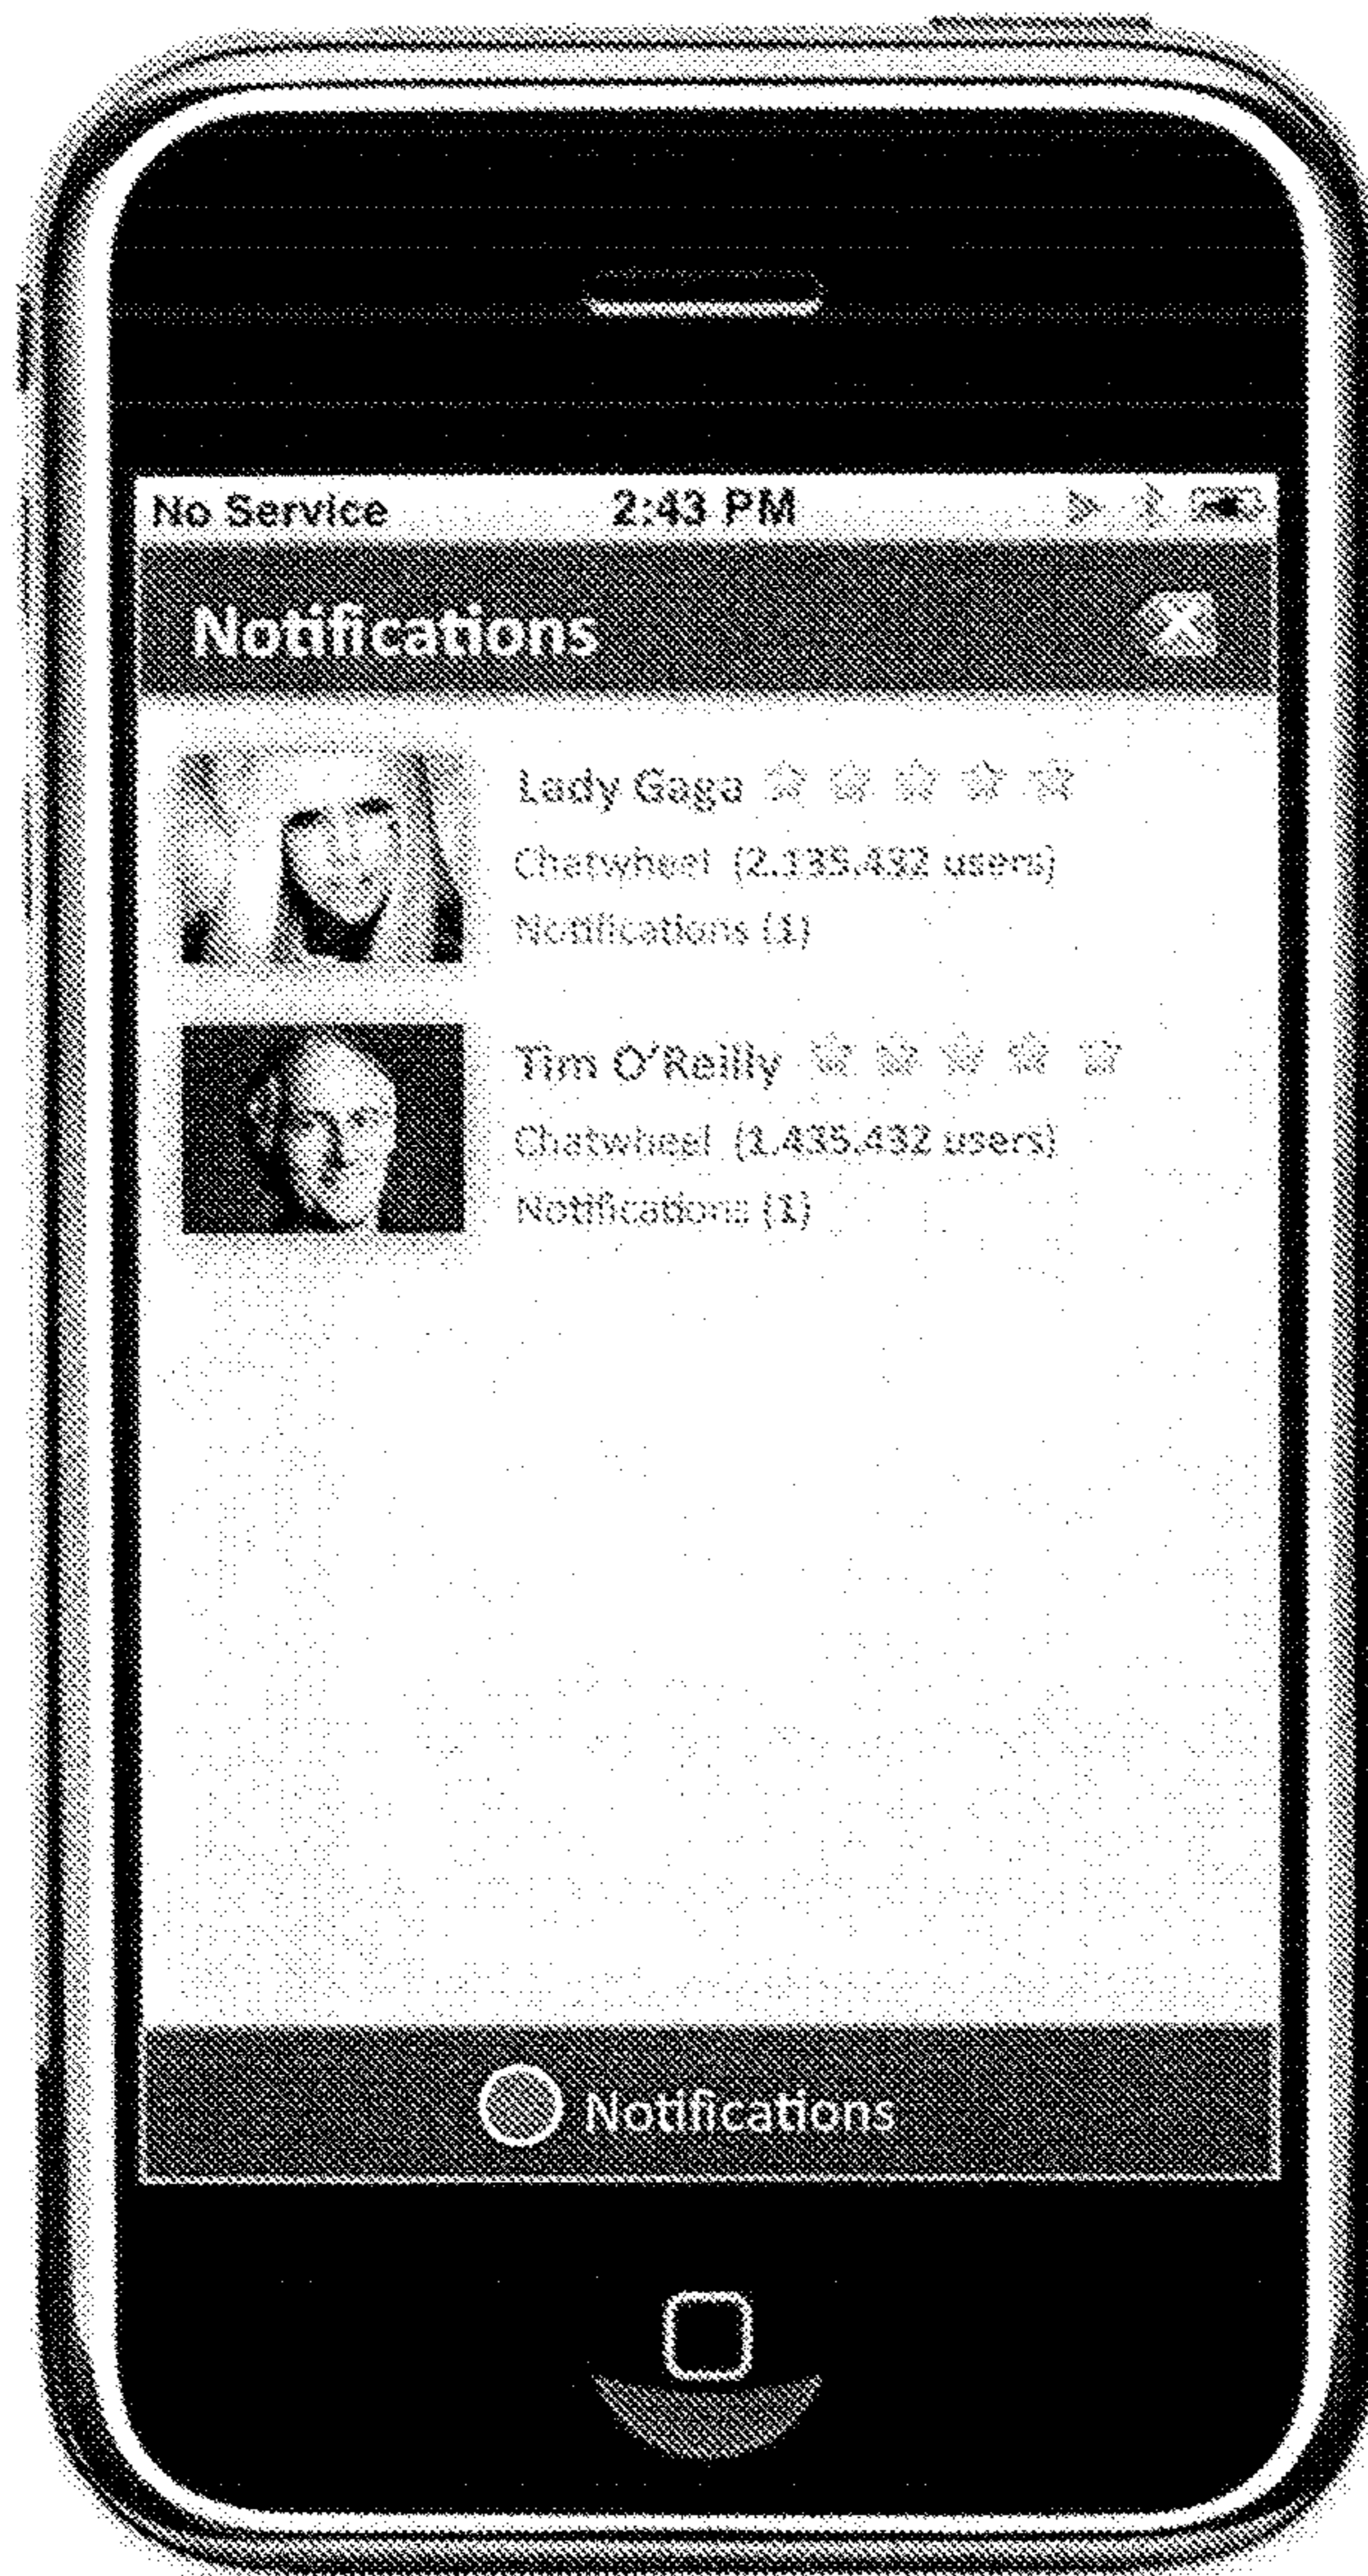 No Service 2:43 PM
Notifications
Lady Gaga
Chatwheel (2.135.432 users)
Notifications (1)
Tim O'Reilly
Chatwheel (1.435.432 users)
Notifications (1)
Notifications